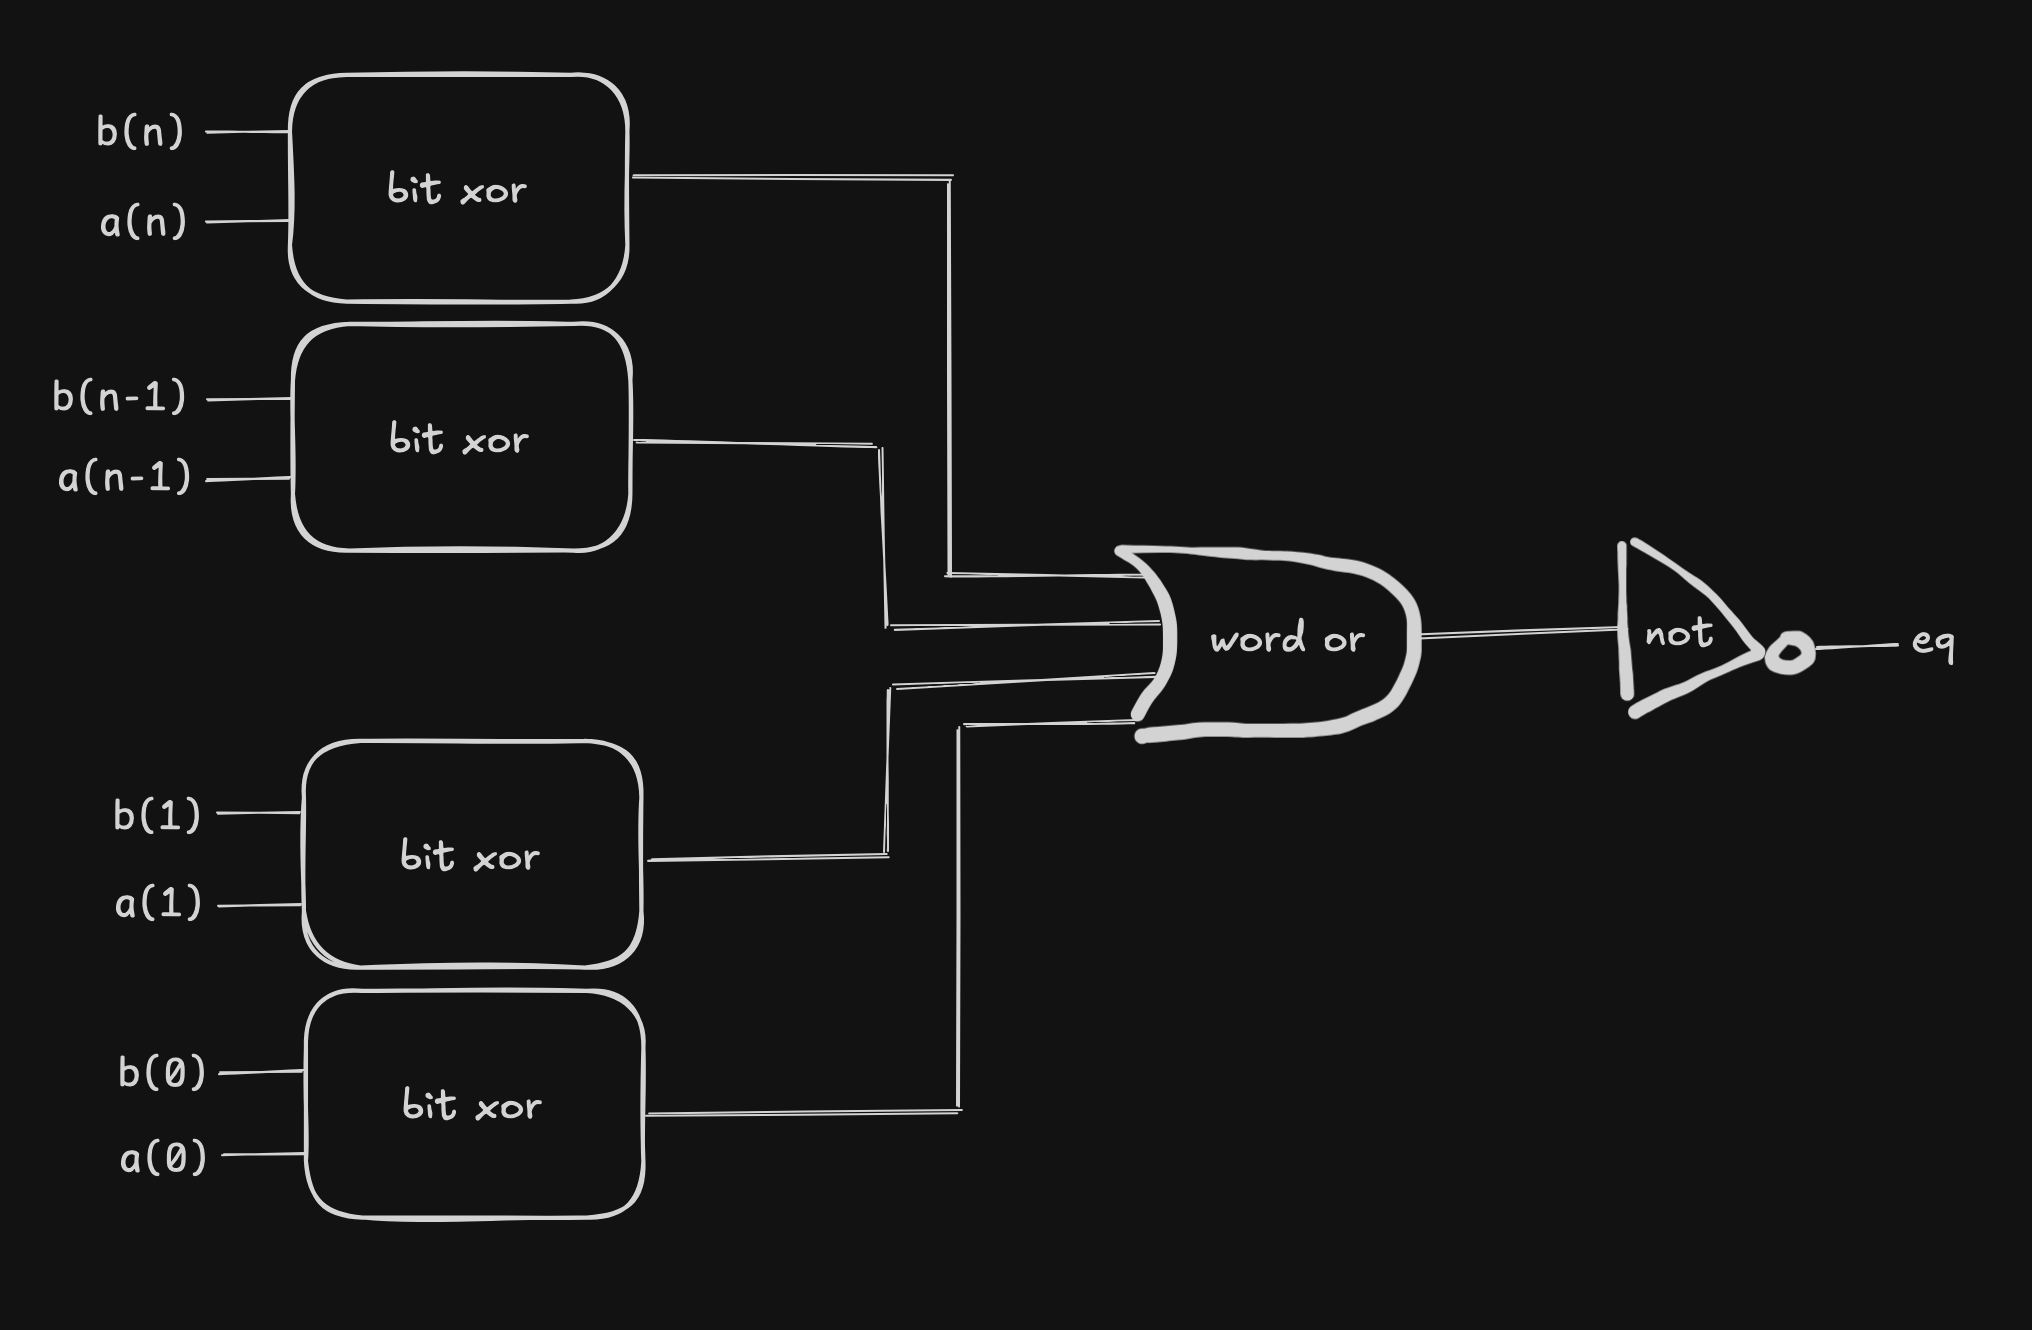 b(n)
a(n)
bit xor
b(n-1)
a(n-1)
bit xor
word or
not
eq
b(1)
a(1)
bit xor
b(0)
a(0)
bit xor